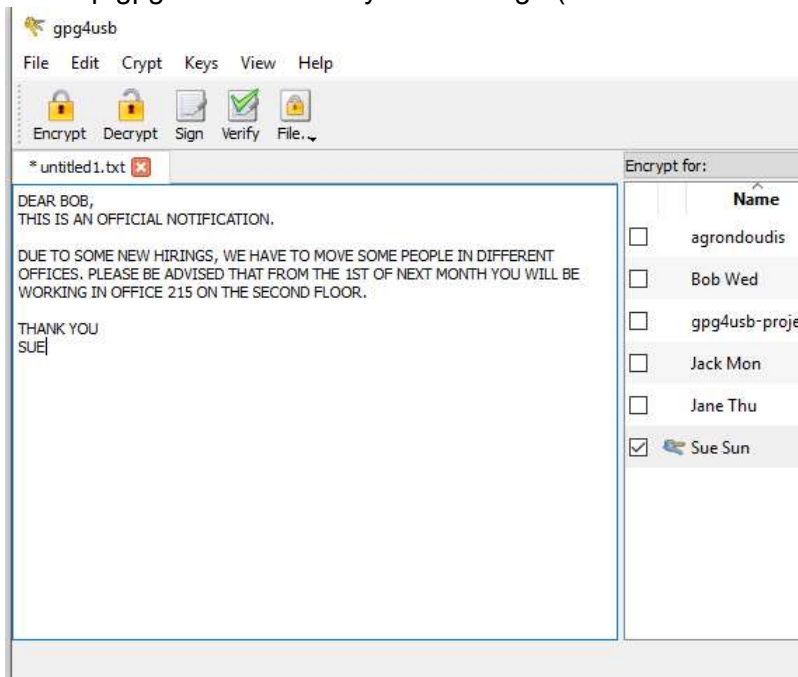 gpg4usb
File Edit Crypt Keys View Help
Encrypt Decrypt Sign Verify File..
* untitled1.txt
Encrypt for:
DEAR BOB,
THIS IS AN OFFICIAL NOTIFICATION.
DUE TO SOME NEW HIRINGS, WE HAVE TO MOVE SOME PEOPLE IN DIFFERENT
OFFICES. PLEASE BE ADVISED THAT FROM THE 1ST OF NEXT MONTH YOU WILL BE
WORKING IN OFFICE 215 ON THE SECOND FLOOR.
THANK YOU
SUE
Name
agrondoudis
Bob Wed
gpg4usb-proje
Jack Mon
Jane Thu
Sue Sun